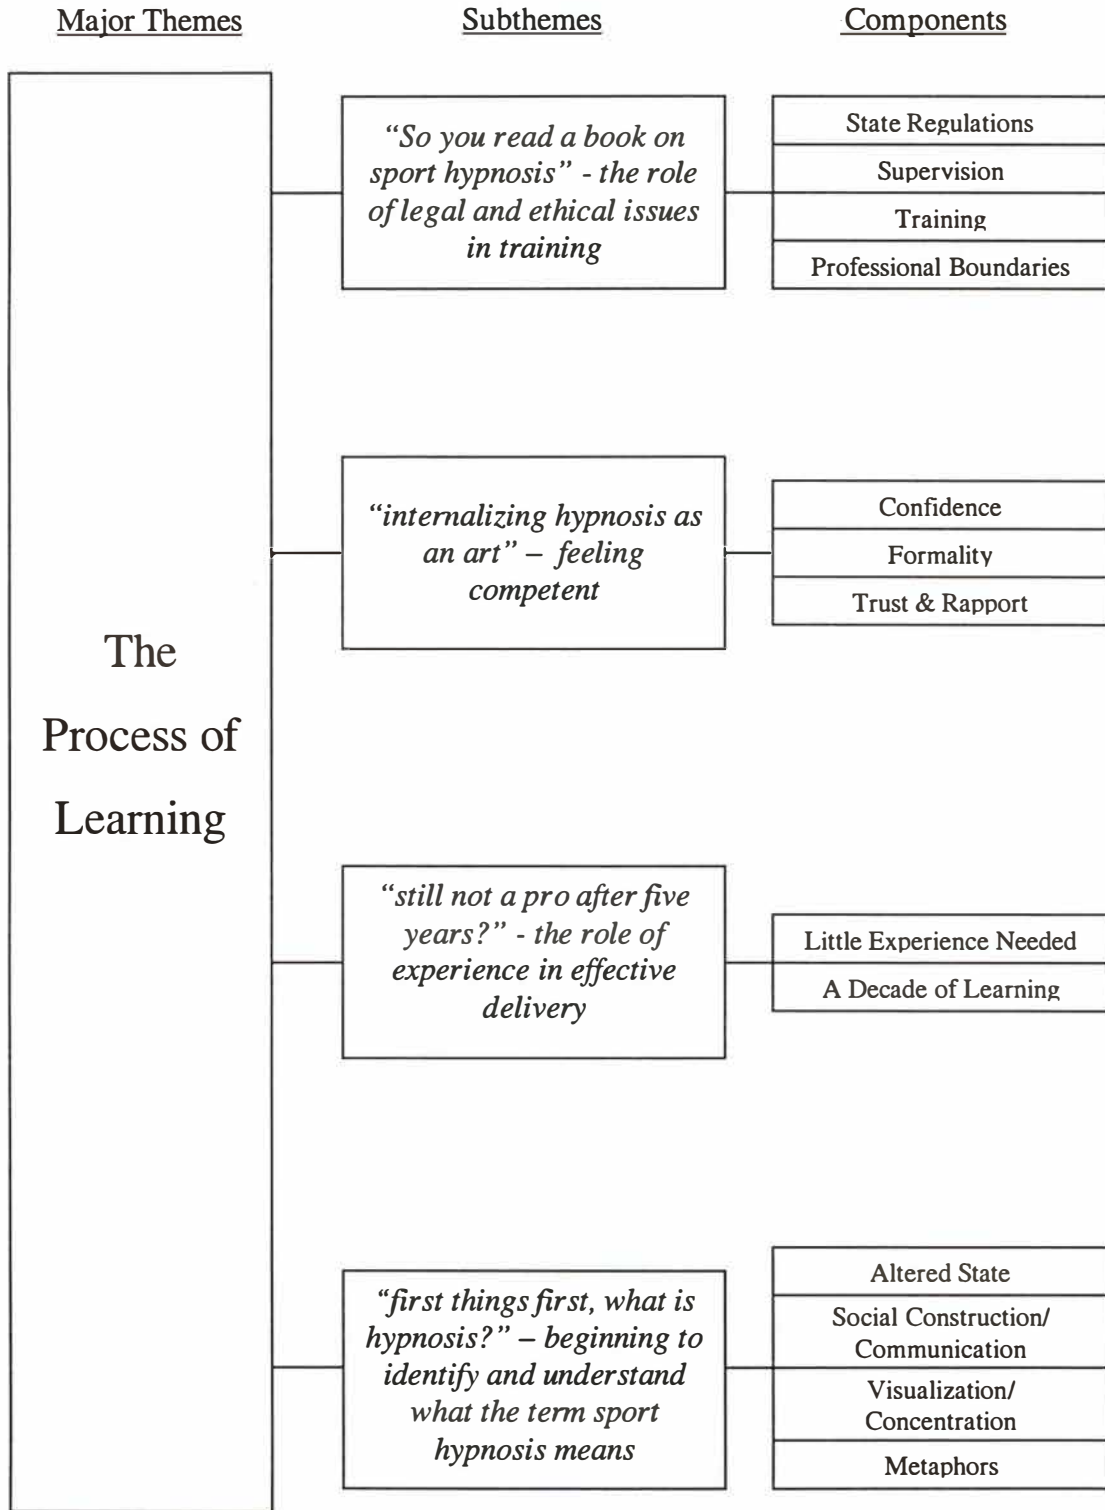 Major Themes
Subthemes
Components
The
Process of
Learning
“So you read a book on
sport hypnosis” - the role
of legal and ethical issues
in training
State Regulations
Supervision
Training
Professional Boundaries
“internalizing hypnosis as
an art” – feeling
competent
Confidence
Formality
Trust & Rapport
“still not a pro after five
years?” - the role of
experience in effective
delivery
Little Experience Needed
A Decade of Learning
“first things first, what is
hypnosis?” – beginning to
identify and understand
what the term sport
hypnosis means
Altered State
Social Construction/
Communication
Visualization/
Concentration
Metaphors